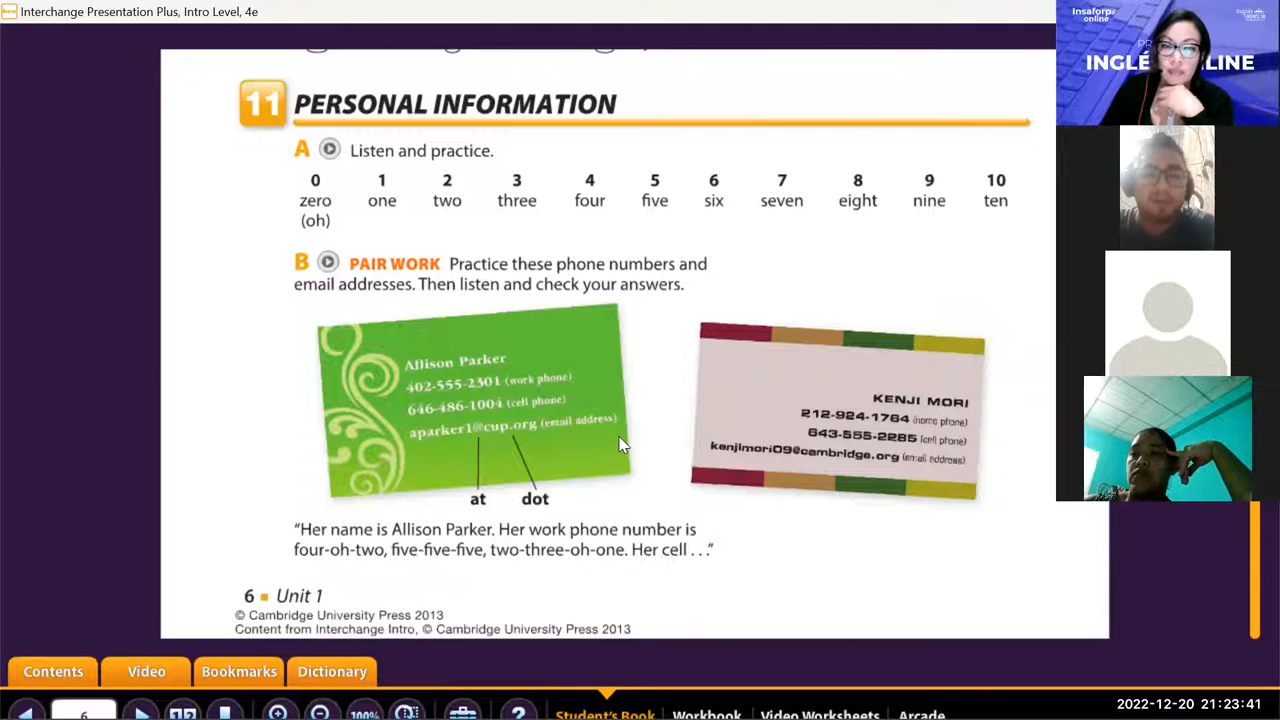 Interchange Presentation Plus, Intro Level, 4e
Insaforp
online
INGLÉ LINE
11 PERSONAL INFORMATION
A Listen and practice.
0 1 2 3 4 5 6 7 8 9 10
zero one two three four five six seven eight nine ten
(oh)
B PAIR WORK Practice these phone numbers and
email addresses. Then listen and check your answers.
Allison Parker
402-555-2301 (work phone)
646-486-1004 (cell phone)
aparker1@cup.org (email address)
at dot
KENJI MORI
212-924-1764 (home phone)
643-555-2285 (cell phone)
kenjimori09@cambridge.org (email address)
“Her name is Allison Parker. Her work phone number is
four-oh-two, five-five-five, two-three-oh-one. Her cell . . .”
6 Unit 1
© Cambridge University Press 2013
Content from Interchange Intro, © Cambridge University Press 2013
Contents Video Bookmarks Dictionary
6 100% ? Student's Book Workbook Video Worksheets Arcade
2022-12-20 21:23:41